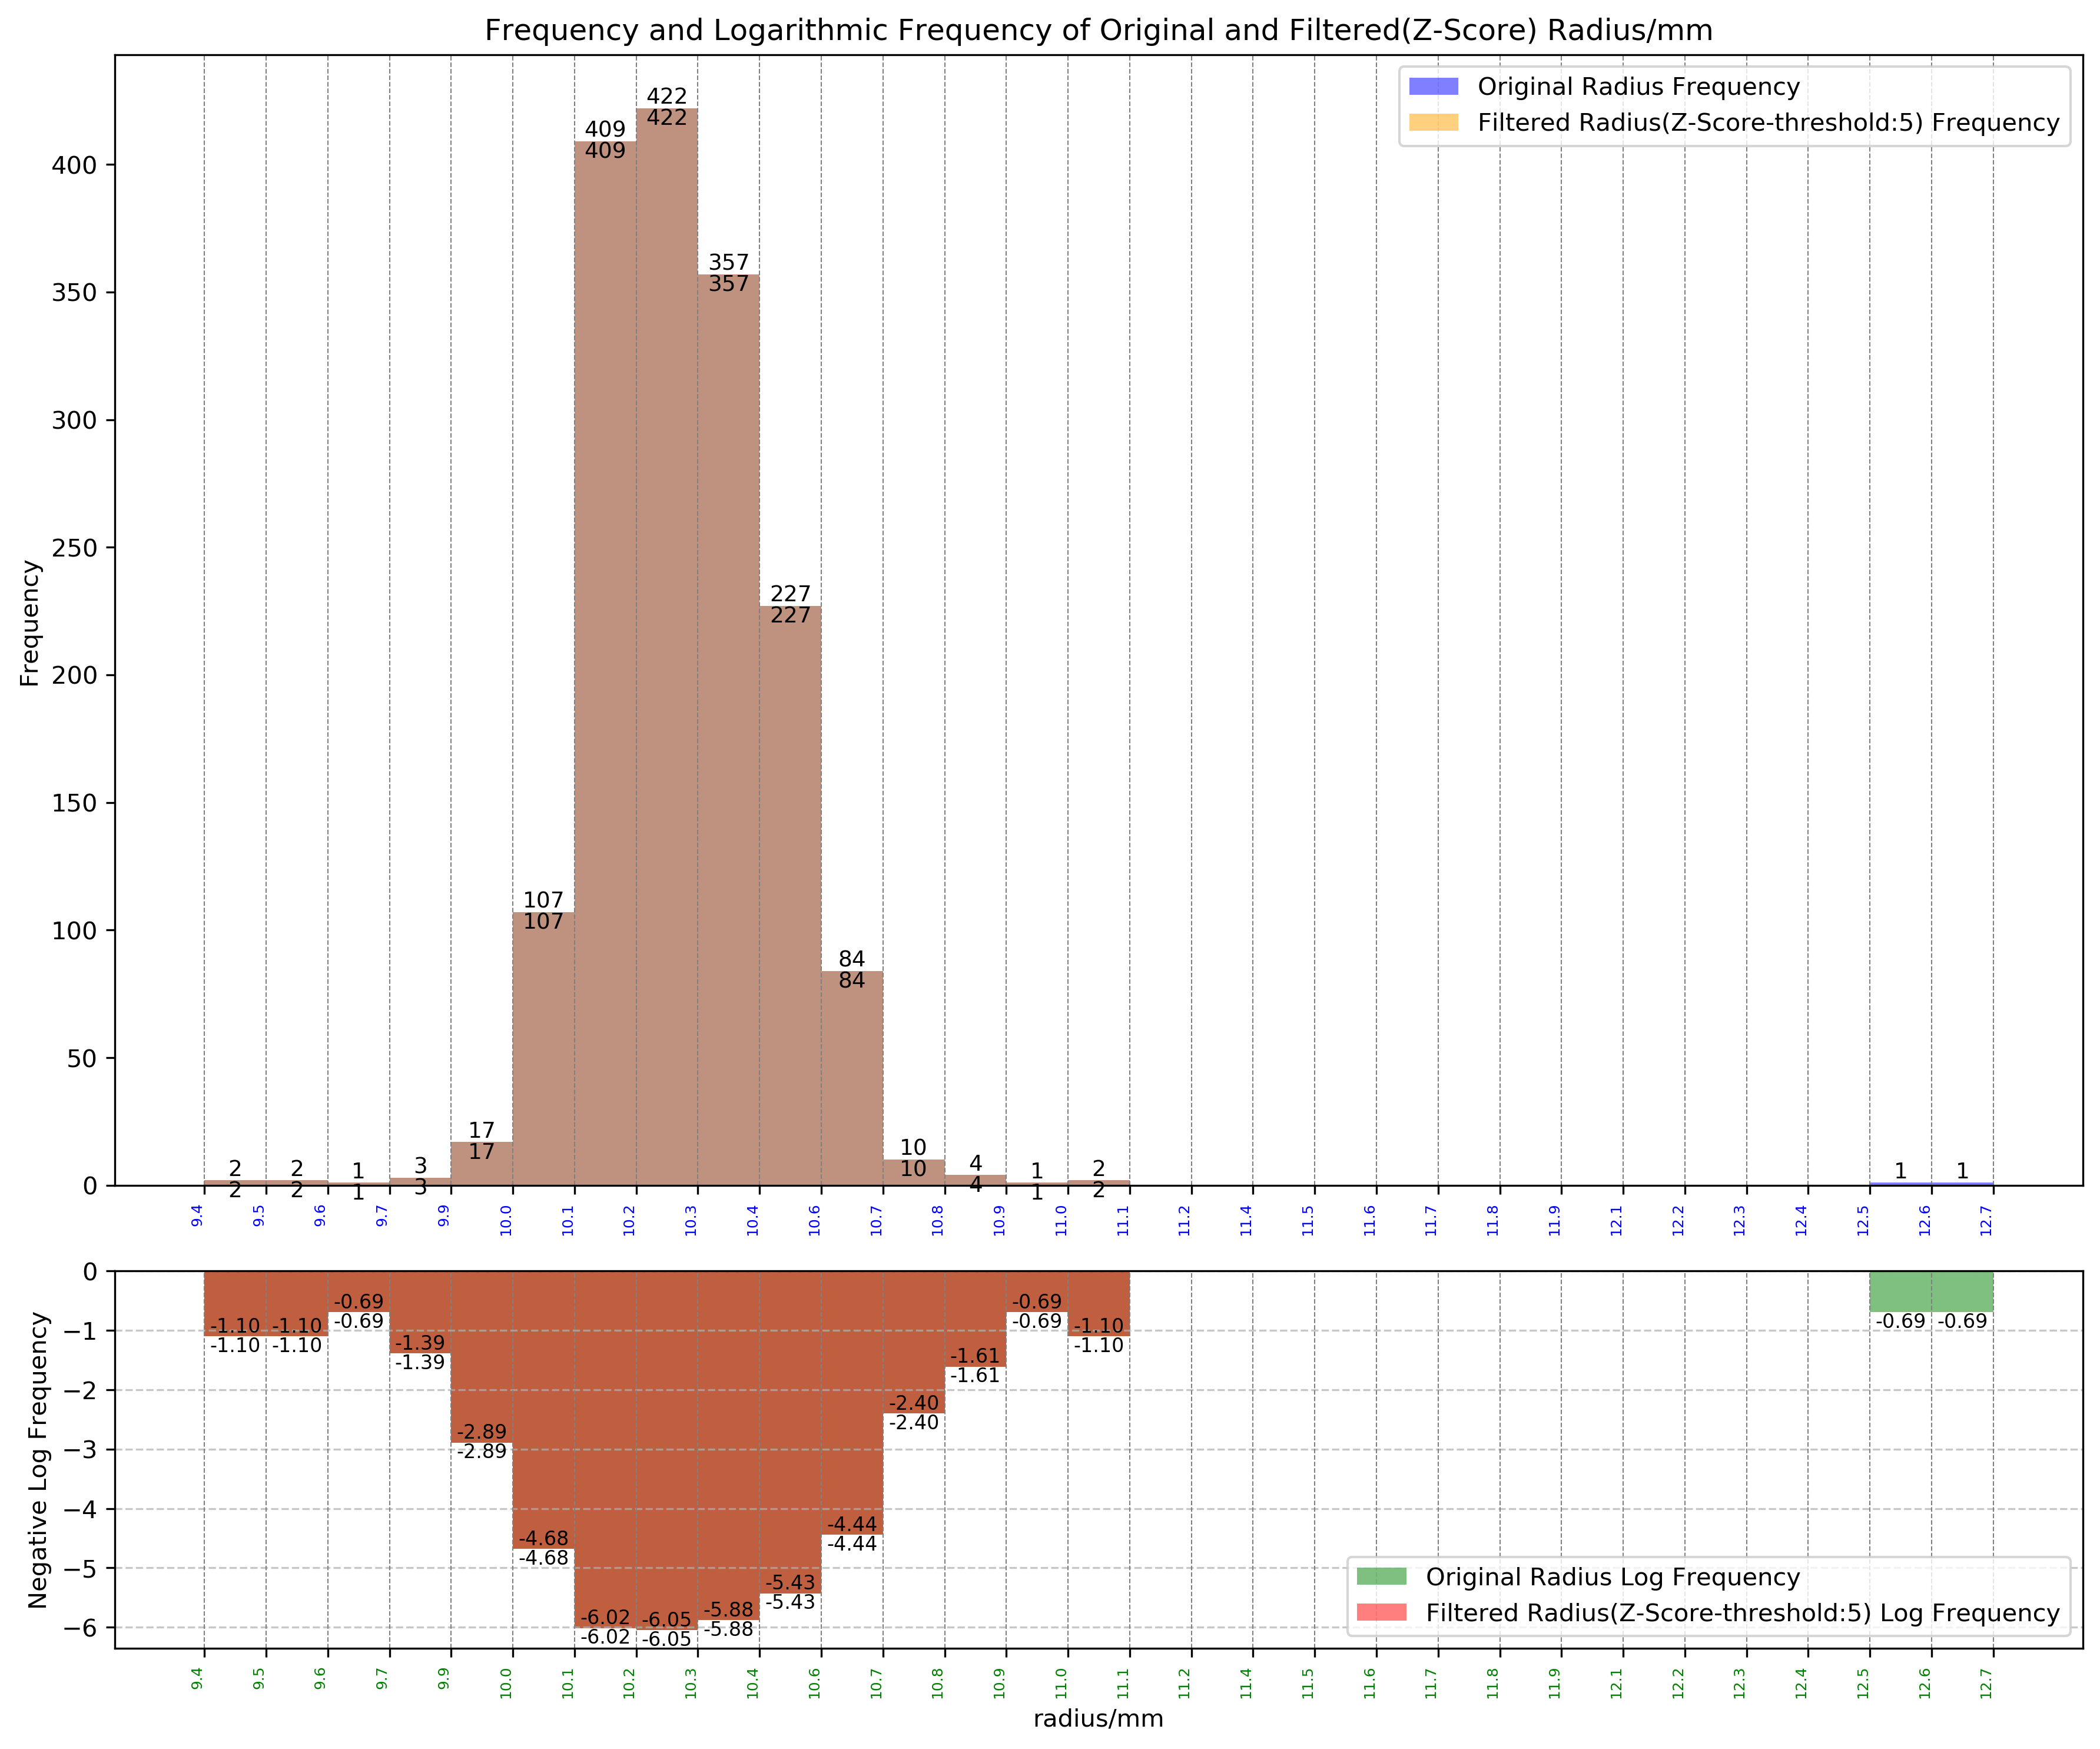 Frequency and Logarithmic Frequency of Original and Filtered(Z-Score) Radius/mm
Original Radius Frequency
Filtered Radius(Z-Score-threshold:5) Frequency
Frequency
400
350
300
250
200
150
100
50
0
2 2 1 3 17 107 409 422 357 227 84 10 4 1 2 1 1
2 2 1 3 17 107 409 422 357 227 84 10 4 1 2
9.4 9.5 9.6 9.7 9.9 10.0 10.1 10.2 10.3 10.4 10.6 10.7 10.8 10.9 11.0 11.1 11.2 11.4 11.5 11.6 11.7 11.8 11.9 12.1 12.2 12.3 12.4 12.5 12.6 12.7
Negative Log Frequency
0
−1
−2
−3
−4
−5
−6
-1.10 -1.10 -0.69 -1.39 -2.89 -4.68 -6.02 -6.05 -5.88 -5.43 -4.44 -2.40 -1.61 -0.69 -1.10
-1.10 -1.10 -0.69 -1.39 -2.89 -4.68 -6.02 -6.05 -5.88 -5.43 -4.44 -2.40 -1.61 -0.69 -1.10 -0.69 -0.69
Original Radius Log Frequency
Filtered Radius(Z-Score-threshold:5) Log Frequency
9.4 9.5 9.6 9.7 9.9 10.0 10.1 10.2 10.3 10.4 10.6 10.7 10.8 10.9 11.0 11.1 11.2 11.4 11.5 11.6 11.7 11.8 11.9 12.1 12.2 12.3 12.4 12.5 12.6 12.7
radius/mm